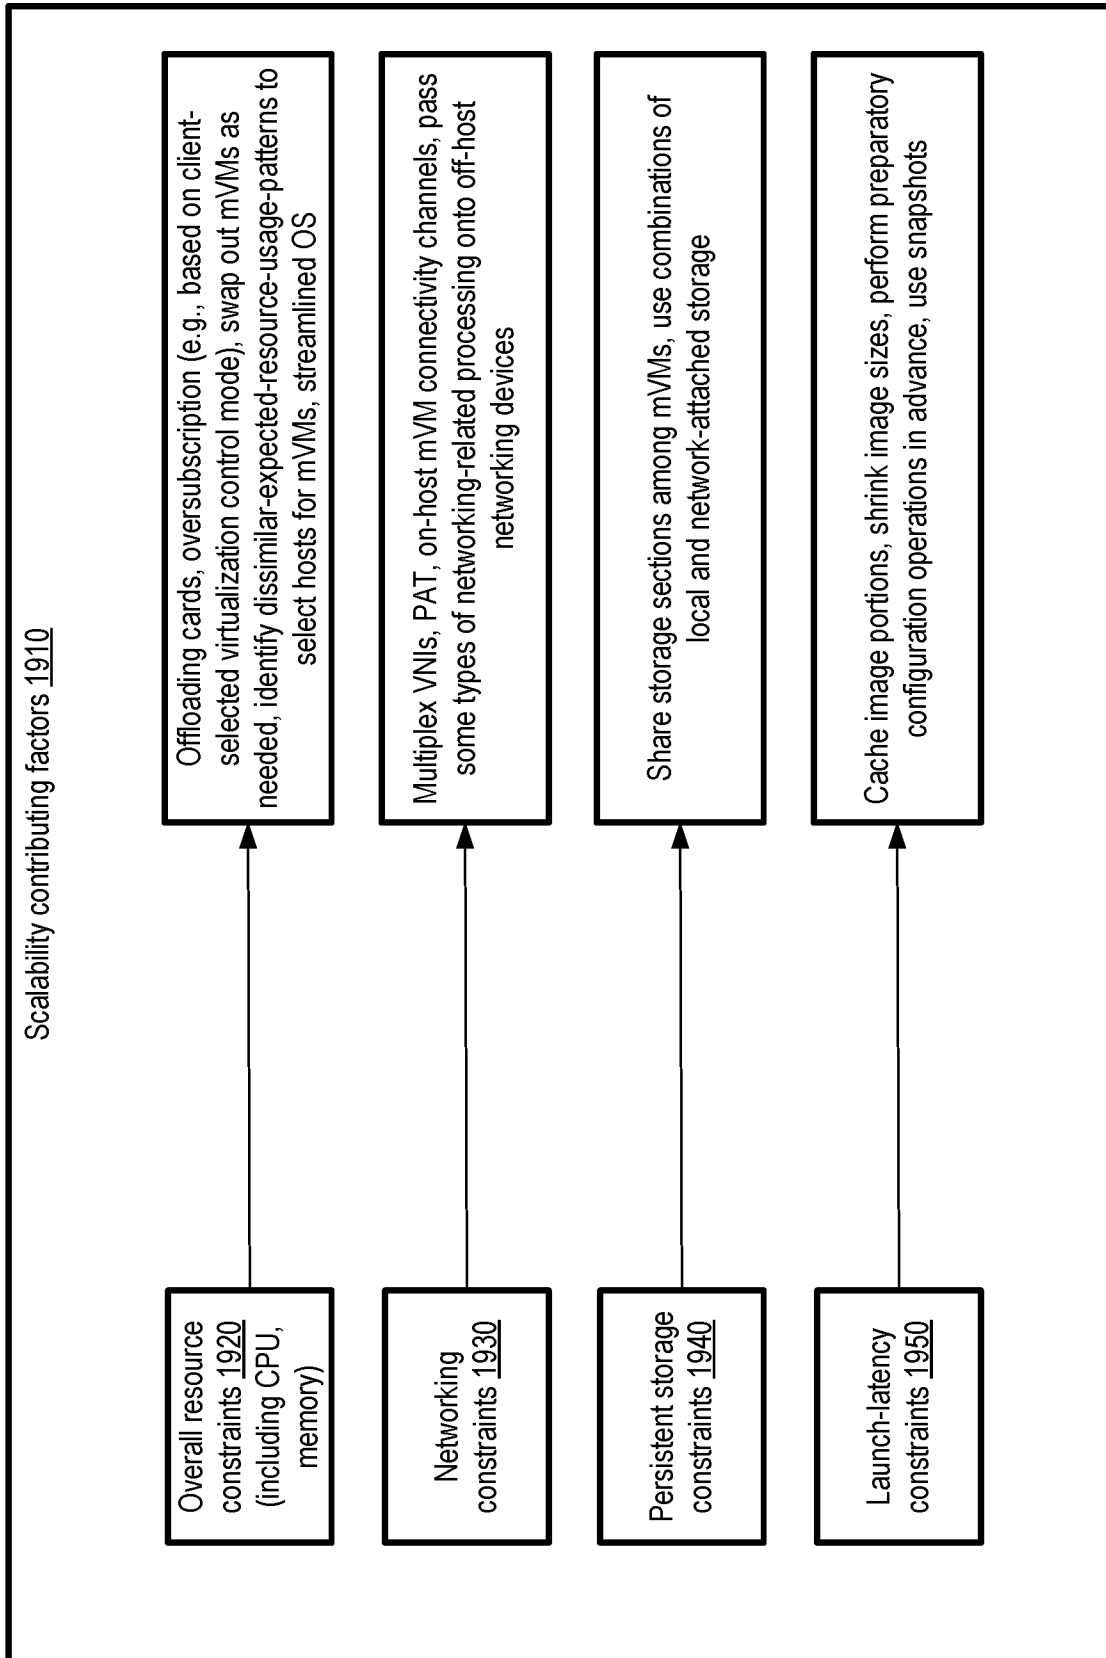 Scalability contributing factors 1910
Overall resource
constraints 1920
(including CPU,
memory)
Offloading cards, oversubscription (e.g., based on client-
selected virtualization control mode), swap out mVMs as
needed, identify dissimilar-expected-resource-usage-patterns to
select hosts for mVMs, streamlined OS
Networking
constraints 1930
Multiplex VNIs, PAT, on-host mVM connectivity channels, pass
some types of networking-related processing onto off-host
networking devices
Persistent storage
constraints 1940
Share storage sections among mVMs, use combinations of
local and network-attached storage
Launch-latency
constraints 1950
Cache image portions, shrink image sizes, perform preparatory
configuration operations in advance, use snapshots